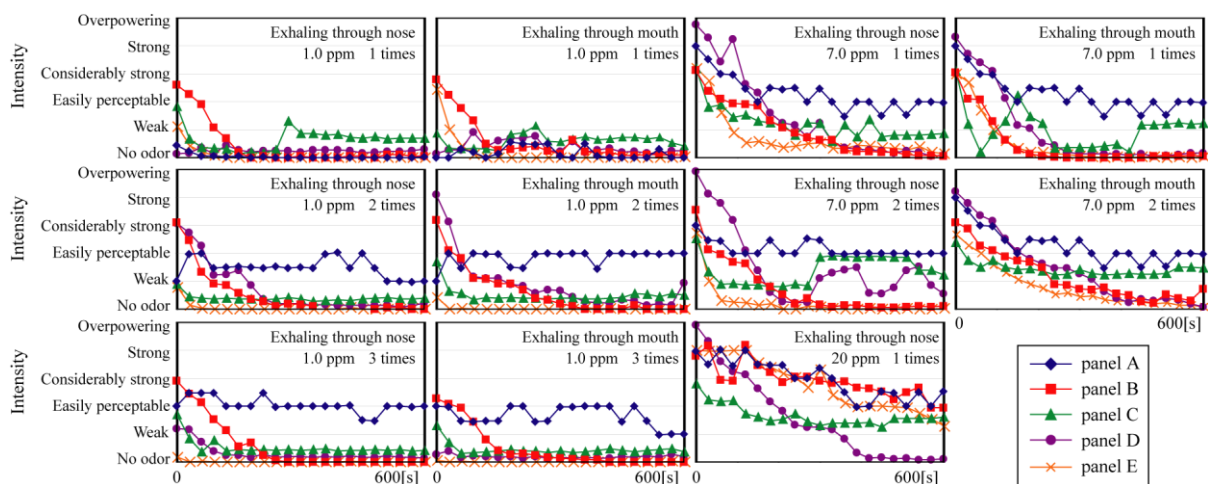 Overpowering
Strong
Considerably strong
Easily perceptable
Weak
No odor
Intensity
Exhaling through nose
1.0 ppm 1 times
Exhaling through mouth
1.0 ppm 1 times
Exhaling through nose
7.0 ppm 1 times
Exhaling through mouth
7.0 ppm 1 times
Overpowering
Strong
Considerably strong
Easily perceptable
Weak
No odor
Intensity
Exhaling through nose
1.0 ppm 2 times
Exhaling through mouth
1.0 ppm 2 times
Exhaling through nose
7.0 ppm 2 times
Exhaling through mouth
7.0 ppm 2 times
0 600[s]
Overpowering
Strong
Considerably strong
Easily perceptable
Weak
No odor
Intensity
Exhaling through nose
1.0 ppm 3 times
Exhaling through mouth
1.0 ppm 3 times
Exhaling through nose
20 ppm 1 times
0 600[s]
0 600[s]
0 600[s]
panel A
panel B
panel C
panel D
panel E